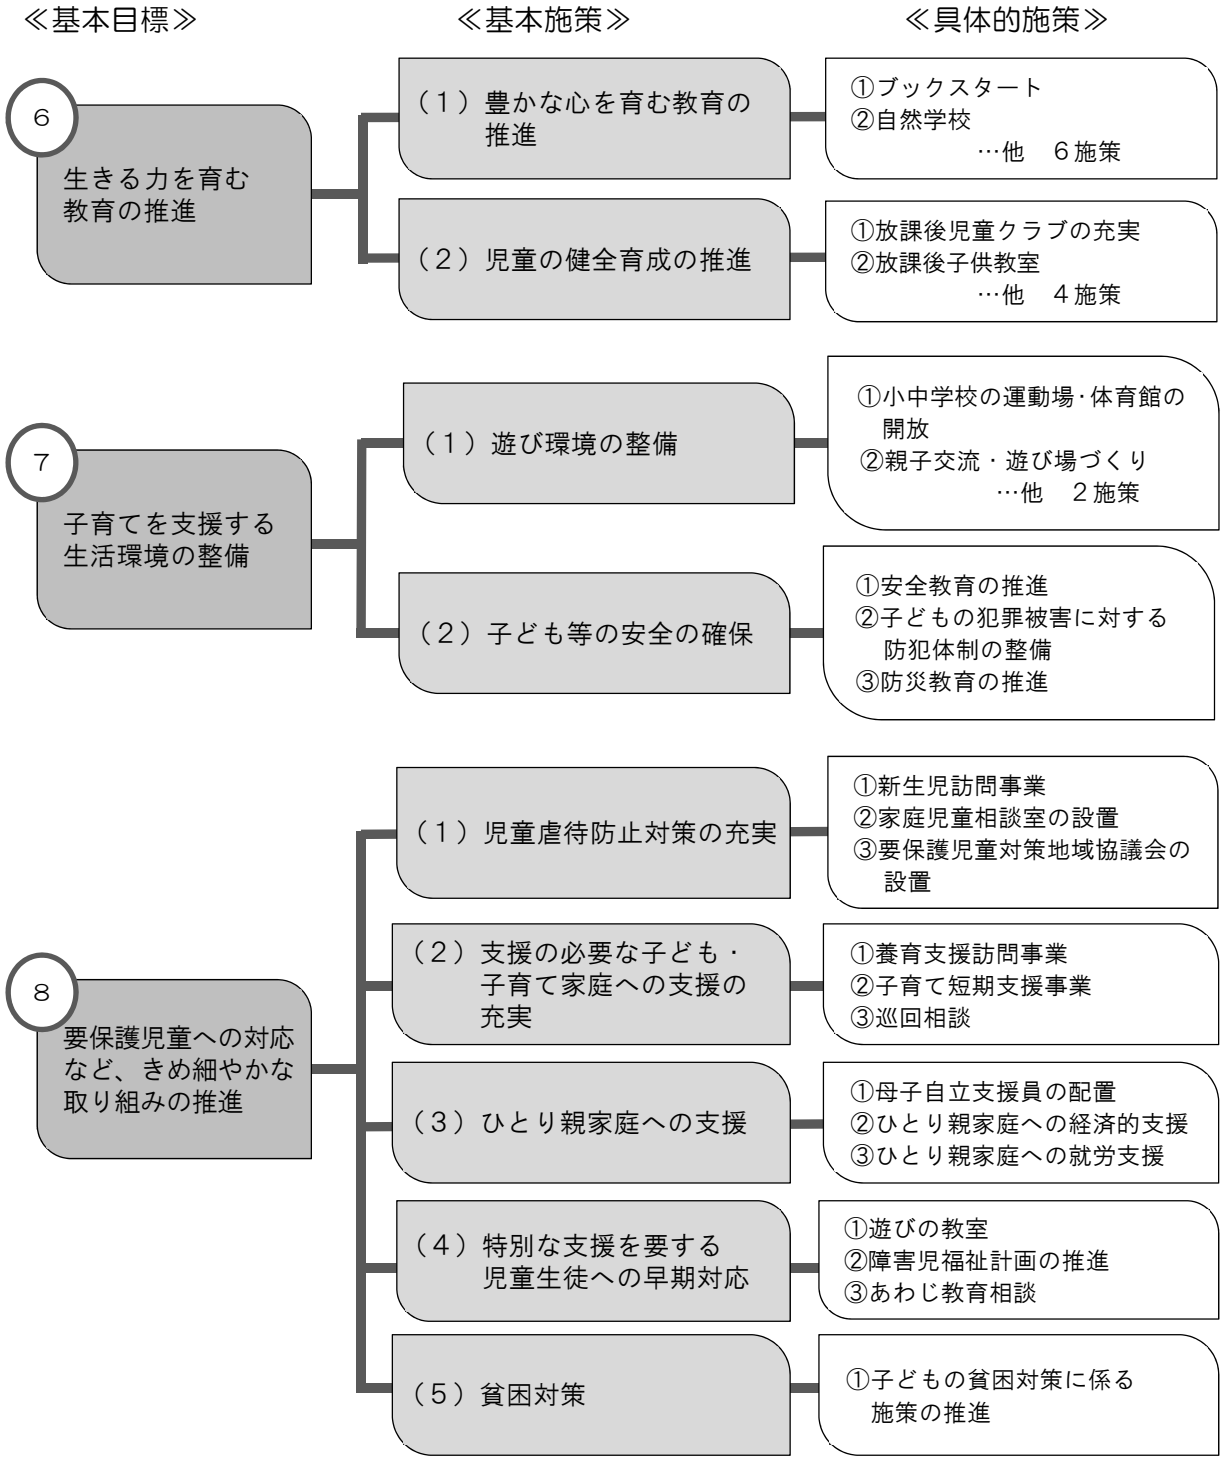 ≪基本目標≫
≪基本施策≫
≪具体的施策≫
６
生きる力を育む
教育の推進
（１）豊かな心を育む教育の
推進
①ブックスタート
②自然学校
…他　６施策
（２）児童の健全育成の推進
①放課後児童クラブの充実
②放課後子供教室
…他　４施策
７
子育てを支援する
生活環境の整備
（１）遊び環境の整備
①小中学校の運動場･体育館の
開放
②親子交流・遊び場づくり
…他　２施策
（２）子ども等の安全の確保
①安全教育の推進
②子どもの犯罪被害に対する
防犯体制の整備
③防災教育の推進
８
要保護児童への対応
など、きめ細やかな
取り組みの推進
（１）児童虐待防止対策の充実
①新生児訪問事業
②家庭児童相談室の設置
③要保護児童対策地域協議会の
設置
（２）支援の必要な子ども・
子育て家庭への支援の
充実
①養育支援訪問事業
②子育て短期支援事業
③巡回相談
（３）ひとり親家庭への支援
①母子自立支援員の配置
②ひとり親家庭への経済的支援
③ひとり親家庭への就労支援
（４）特別な支援を要する
児童生徒への早期対応
①遊びの教室
②障害児福祉計画の推進
③あわじ教育相談
（５）貧困対策
①子どもの貧困対策に係る
施策の推進